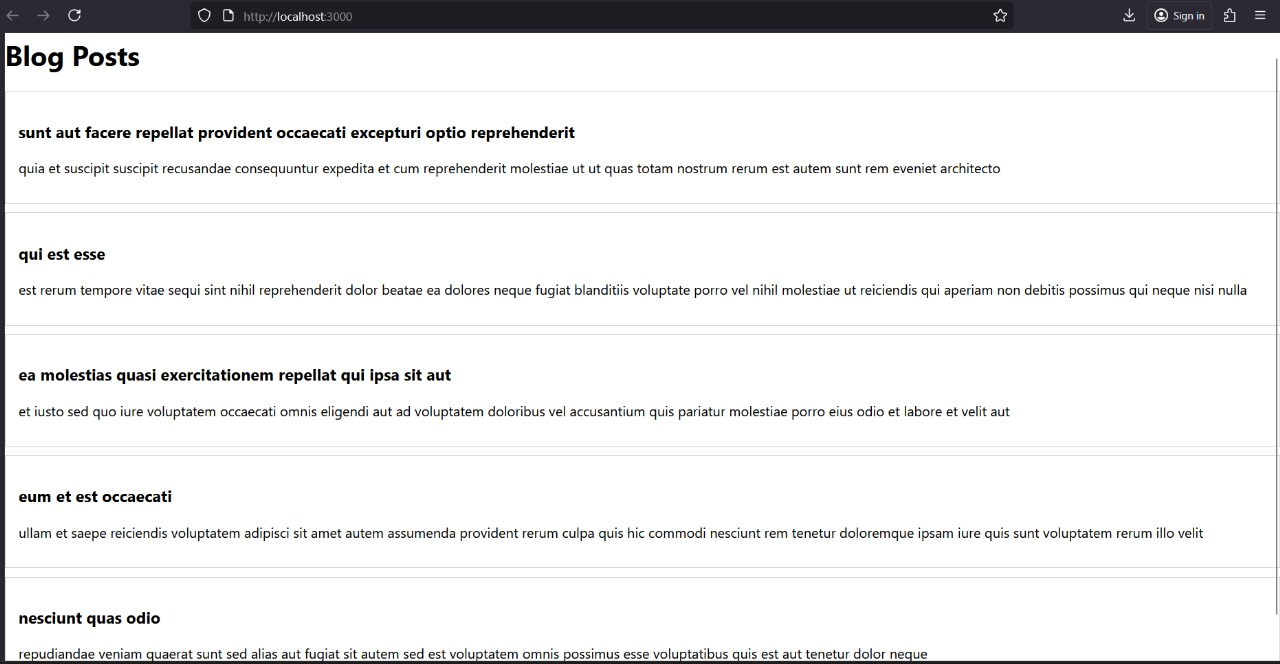 http://localhost:3000
Sign in
Blog Posts
sunt aut facere repellat provident occaecati excepturi optio reprehenderit
quia et suscipit suscipit recusandae consequuntur expedita et cum reprehenderit molestiae ut ut quas totam nostrum rerum est autem sunt rem eveniet architecto
qui est esse
est rerum tempore vitae sequi sint nihil reprehenderit dolor beatae ea dolores neque fugiat blanditiis voluptate porro vel nihil molestiae ut reiciendis qui aperiam non debitis possimus qui neque nisi nulla
ea molestias quasi exercitationem repellat qui ipsa sit aut
et iusto sed quo iure voluptatem occaecati omnis eligendi aut ad voluptatem doloribus vel accusantium quis pariatur molestiae porro eius odio et labore et velit aut
eum et est occaecati
ullam et saepe reiciendis voluptatem adipisci sit amet autem assumenda provident rerum culpa quis hic commodi nesciunt rem tenetur doloremque ipsam iure quis sunt voluptatem rerum illo velit
nesciunt quas odio
repudiandae veniam quaerat sunt sed alias aut fugiat sit autem sed est voluptatem omnis possimus esse voluptatibus quis est aut tenetur dolor neque